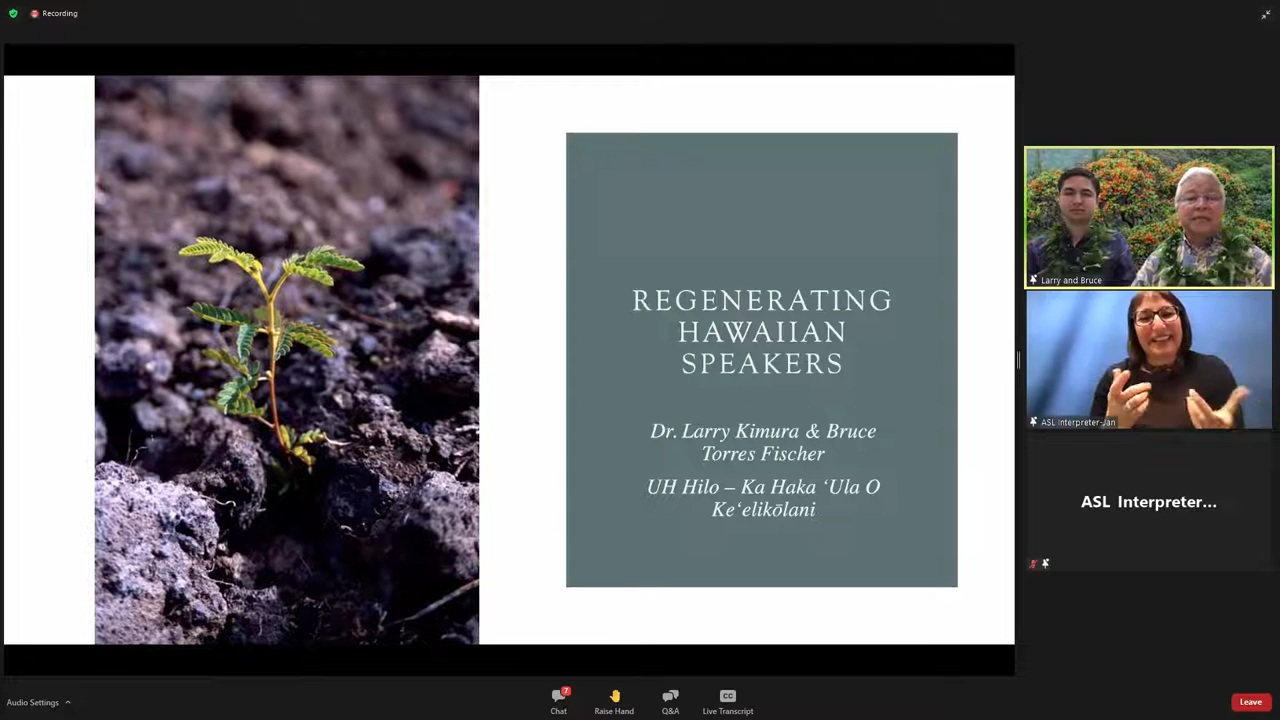 Recording
REGENERATING
HAWAIIAN
SPEAKERS
Dr. Larry Kimura & Bruce
Torres Fischer
UH Hilo – Ka Haka ʻUla O
Keʻelikōlani
Larry and Bruce
ASL Interpreter-Jan
ASL Interpreter...
Audio Settings
7
Chat
Raise Hand
Q&A
CC
Live Transcript
Leave